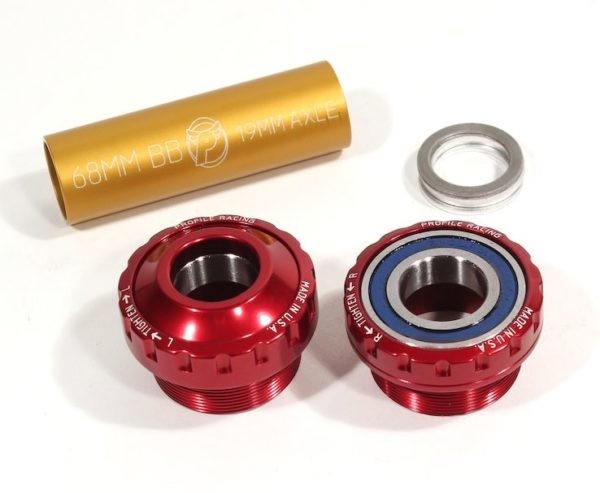 68MM BB 19MM AXLE
PROFILE RACING
L → TIGHTEN → L
MADE IN U.S.A.
PROFILE RACING
R ← TIGHTEN ← R
MADE IN U.S.A.